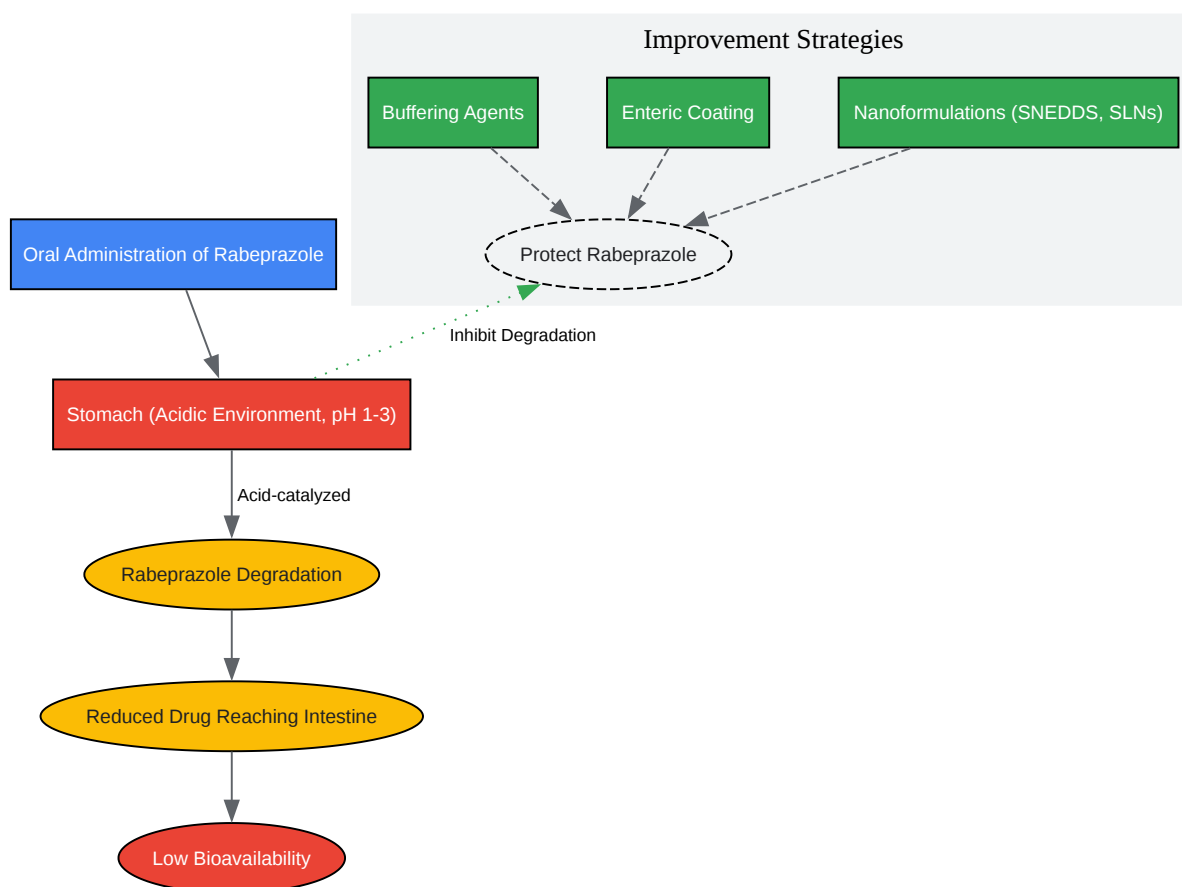 Improvement Strategies
Buffering Agents
Enteric Coating
Nanoformulations (SNEDDS, SLNs)
Oral Administration of Rabeprazole
Protect Rabeprazole
Inhibit Degradation
Stomach (Acidic Environment, pH 1-3)
Acid-catalyzed
Rabeprazole Degradation
Reduced Drug Reaching Intestine
Low Bioavailability